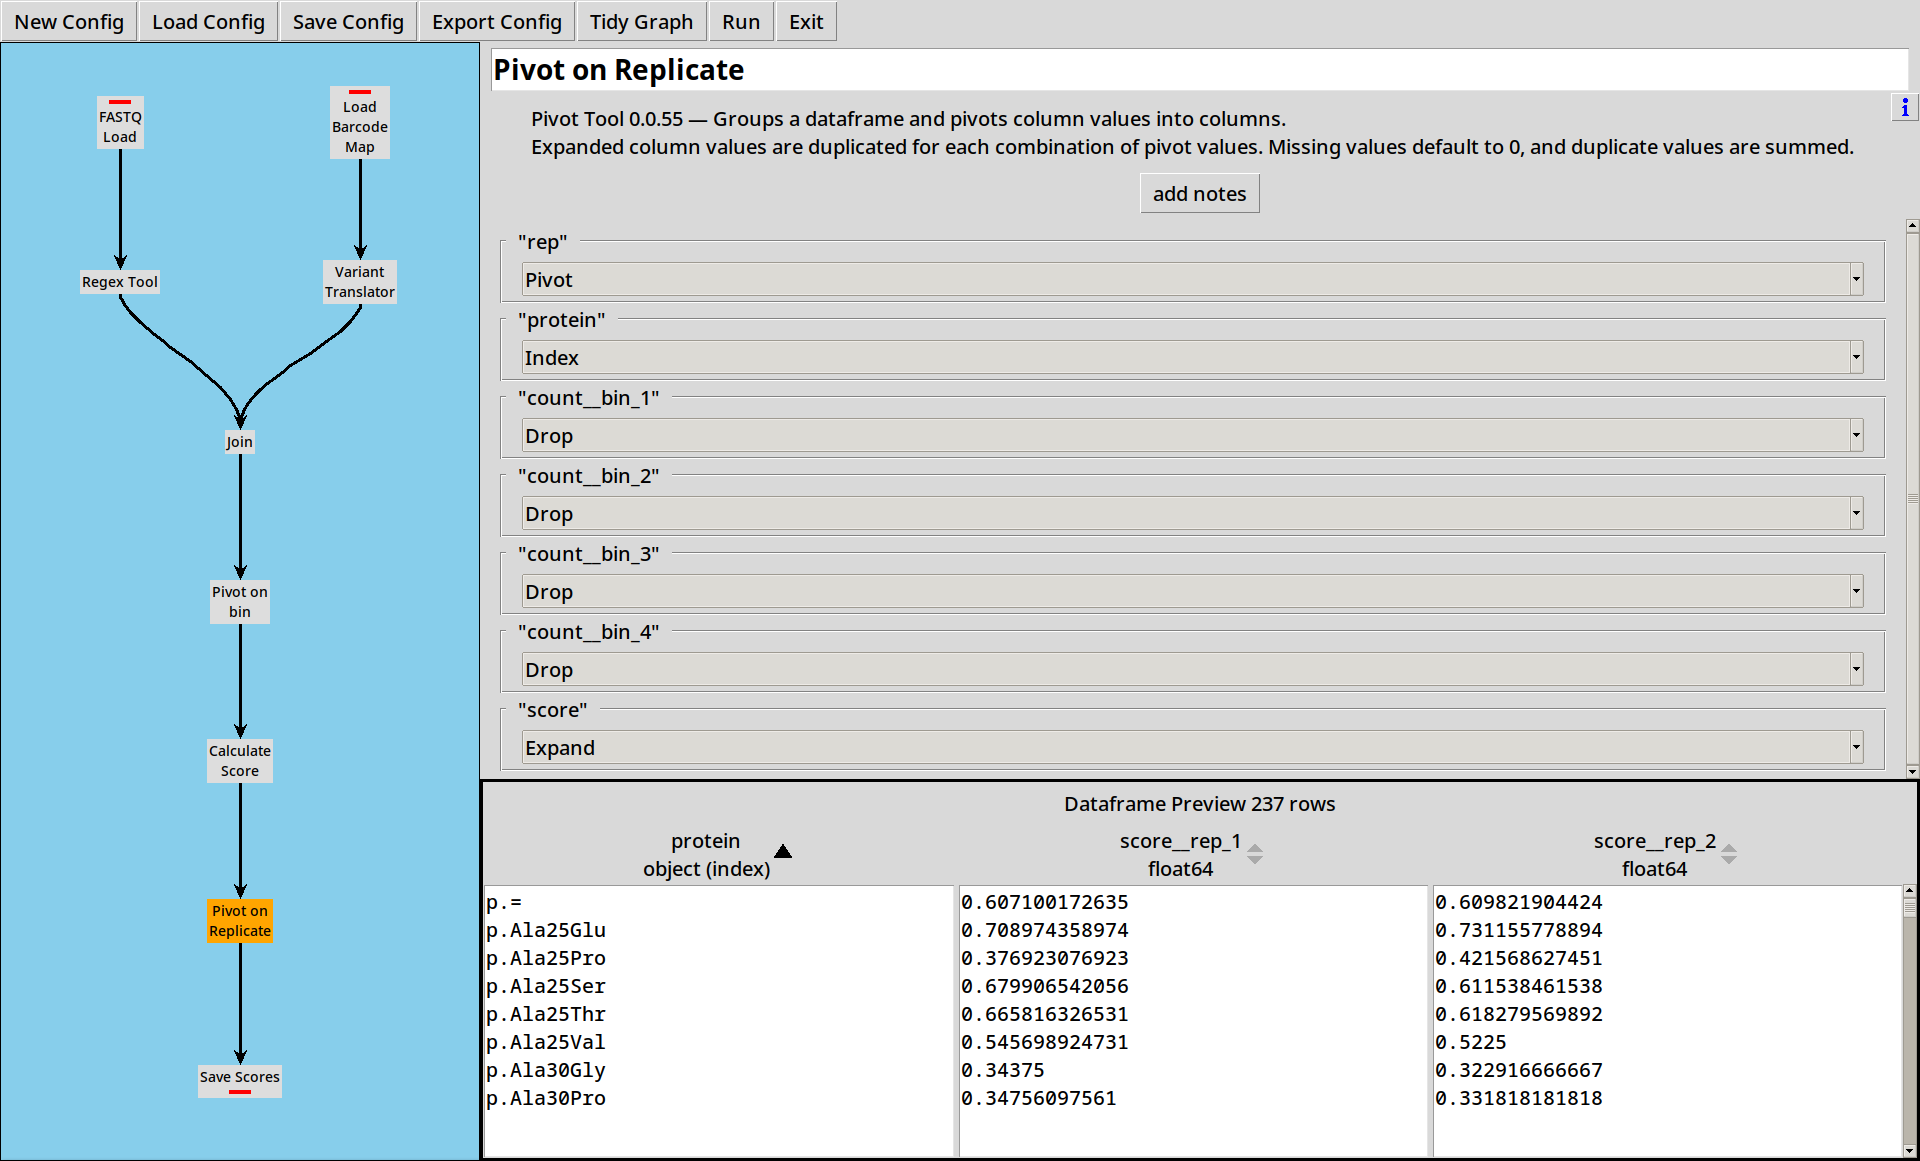 New Config
Load Config
Save Config
Export Config
Tidy Graph
Run
Exit
FASTQ
Load
Load
Barcode
Map
Regex Tool
Variant
Translator
Join
Pivot on
bin
Calculate
Score
Pivot on
Replicate
Save Scores
Pivot on Replicate
i
Pivot Tool 0.0.55 — Groups a dataframe and pivots column values into columns.
Expanded column values are duplicated for each combination of pivot values. Missing values default to 0, and duplicate values are summed.
add notes
"rep"
Pivot
"protein"
Index
"count__bin_1"
Drop
"count__bin_2"
Drop
"count__bin_3"
Drop
"count__bin_4"
Drop
"score"
Expand
Dataframe Preview 237 rows
protein score__rep_1 score__rep_2
object (index) float64 float64
p.= 0.607100172635 0.609821904424
p.Ala25Glu 0.708974358974 0.731155778894
p.Ala25Pro 0.376923076923 0.421568627451
p.Ala25Ser 0.679906542056 0.611538461538
p.Ala25Thr 0.665816326531 0.618279569892
p.Ala25Val 0.545698924731 0.5225
p.Ala30Gly 0.34375 0.322916666667
p.Ala30Pro 0.34756097561 0.331818181818